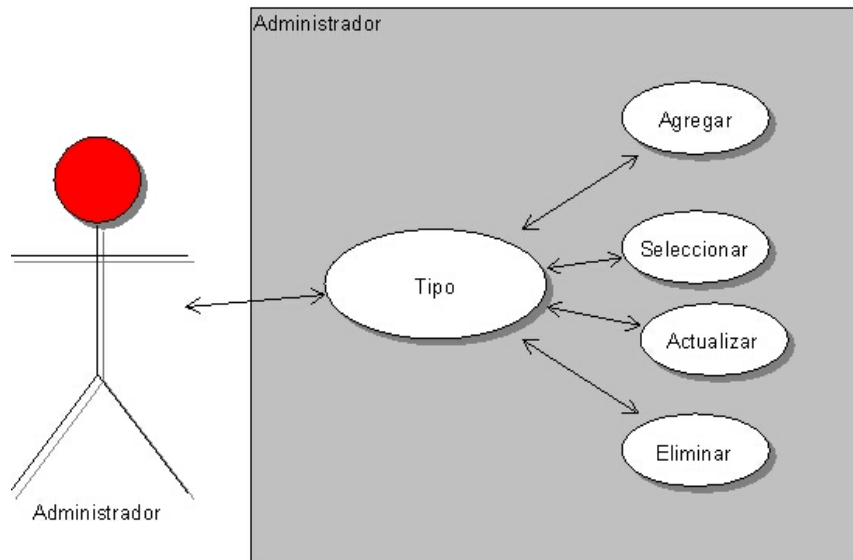 Administrador
Agregar
Seleccionar
Tipo
Actualizar
Eliminar
Administrador